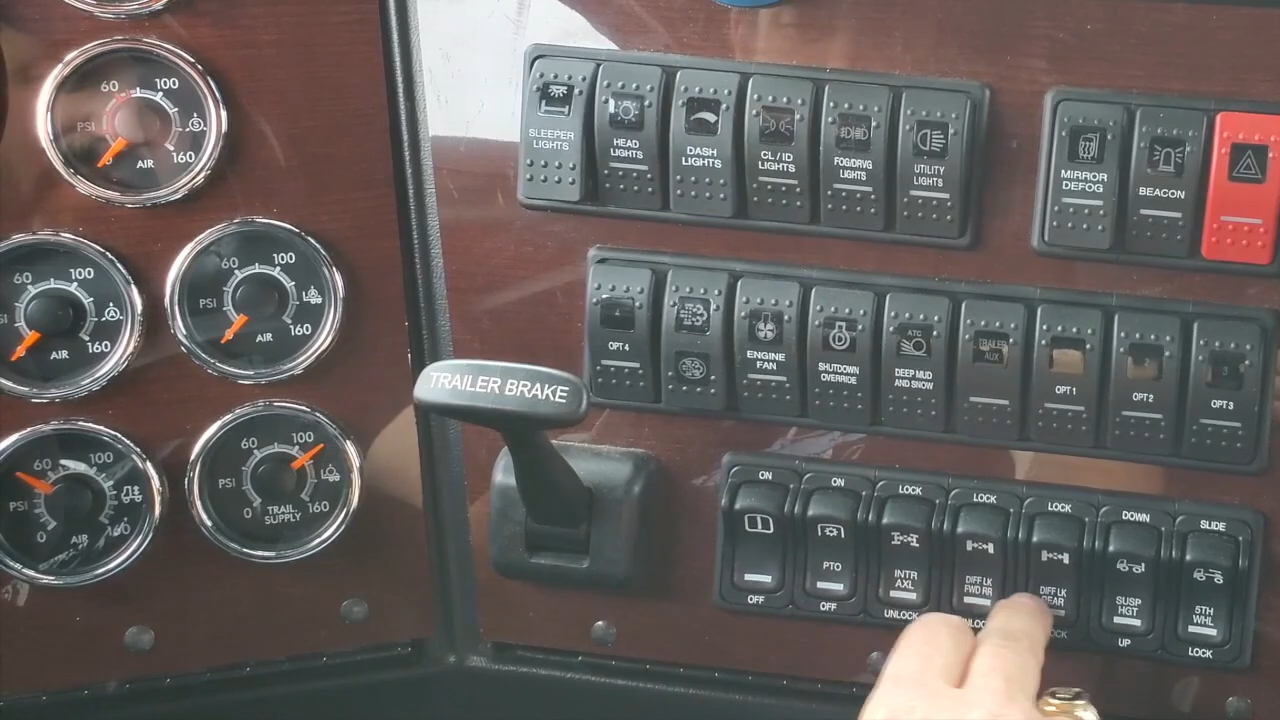 60 100
PSI
160
AIR
60 100
160
AIR
60 100
PSI
160
AIR
60 100
PSI
0 160
AIR
60 100
PSI
0 160
TRAIL.
SUPPLY
TRAILER BRAKE
SLEEPER
LIGHTS
HEAD
LIGHTS
DASH
LIGHTS
CL / ID
LIGHTS
FOG/DRVG
LIGHTS
UTILITY
LIGHTS
MIRROR
DEFOG
BEACON
OPT 4
ENGINE
FAN
SHUTDOWN
OVERRIDE
ATC
DEEP MUD
AND SNOW
TRAILER
AUX
OPT 1
OPT 2
3
OPT 3
ON
OFF
ON
PTO
OFF
LOCK
INTR
AXL
UNLOCK
LOCK
DIFF LK
FWD RR
LOCK
DIFF LK
DOWN
SUSP
HGT
UP
SLIDE
5TH
WHL
LOCK